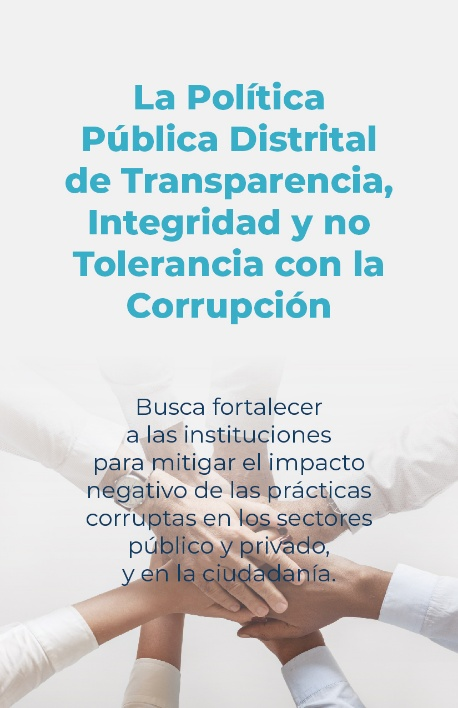 La Política
Pública Distrital
de Transparencia,
Integridad y no
Tolerancia con la
Corrupción
Busca fortalecer
a las instituciones
para mitigar el impacto
negativo de las prácticas
corruptas en los sectores
público y privado,
y en la ciudadanía.